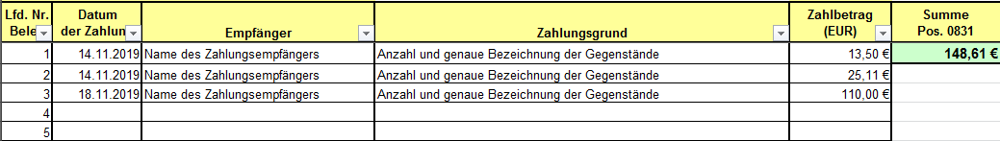 Lfd. Nr. Datum Zahlbetrag Summe
Bele der Zahlun Empfänger Zahlungsgrund (EUR) Pos. 0831
1 14.11.2019 Name des Zahlungsempfängers Anzahl und genaue Bezeichnung der Gegenstände 13,50 € 148,61 €
2 14.11.2019 Name des Zahlungsempfängers Anzahl und genaue Bezeichnung der Gegenstände 25,11 €
3 18.11.2019 Name des Zahlungsempfängers Anzahl und genaue Bezeichnung der Gegenstände 110,00 €
4
5